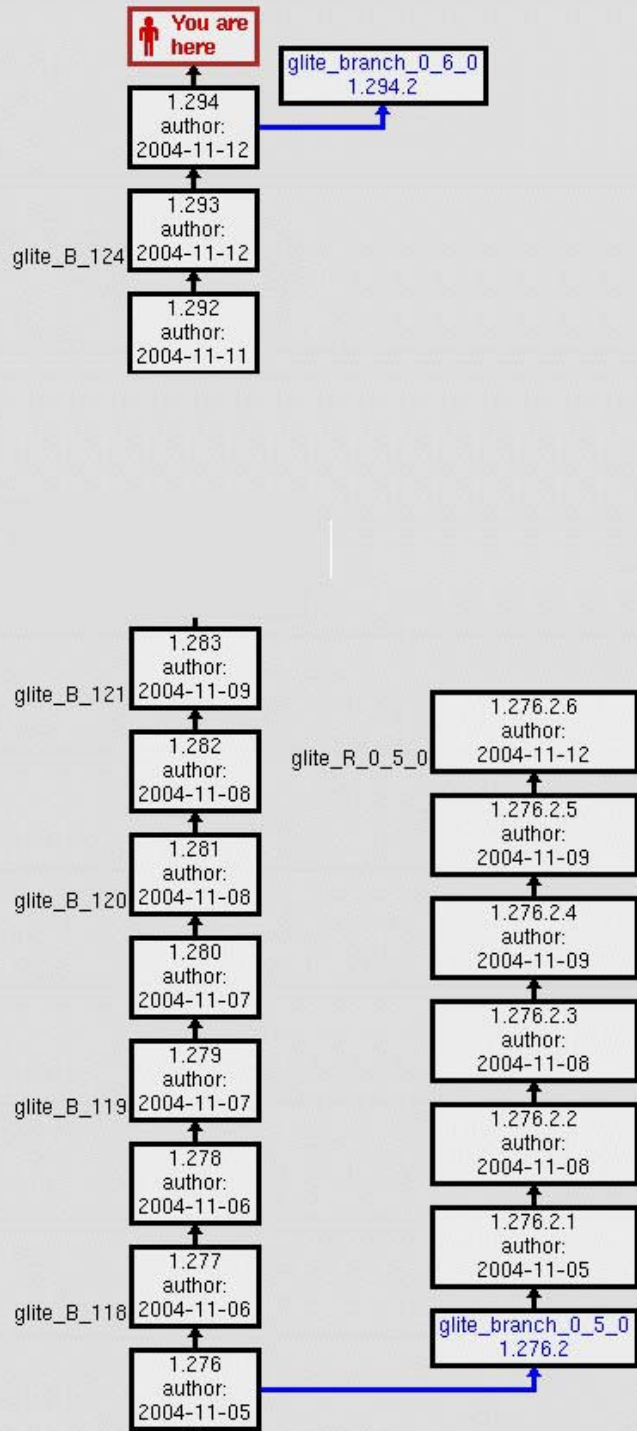 You are
here
glite_branch_0_6_0
1.294.2
1.294
author:
2004-11-12
1.293
author:
glite_B_124
2004-11-12
1.292
author:
2004-11-11
1.283
author:
glite_B_121
2004-11-09
1.282
author:
2004-11-08
1.281
author:
glite_B_120
2004-11-08
1.280
author:
2004-11-07
1.279
author:
glite_B_119
2004-11-07
1.278
author:
2004-11-06
1.277
author:
glite_B_118
2004-11-06
1.276
author:
2004-11-05
1.276.2.6
author:
glite_R_0_5_0
2004-11-12
1.276.2.5
author:
2004-11-09
1.276.2.4
author:
2004-11-09
1.276.2.3
author:
2004-11-08
1.276.2.2
author:
2004-11-08
1.276.2.1
author:
2004-11-05
glite_branch_0_5_0
1.276.2